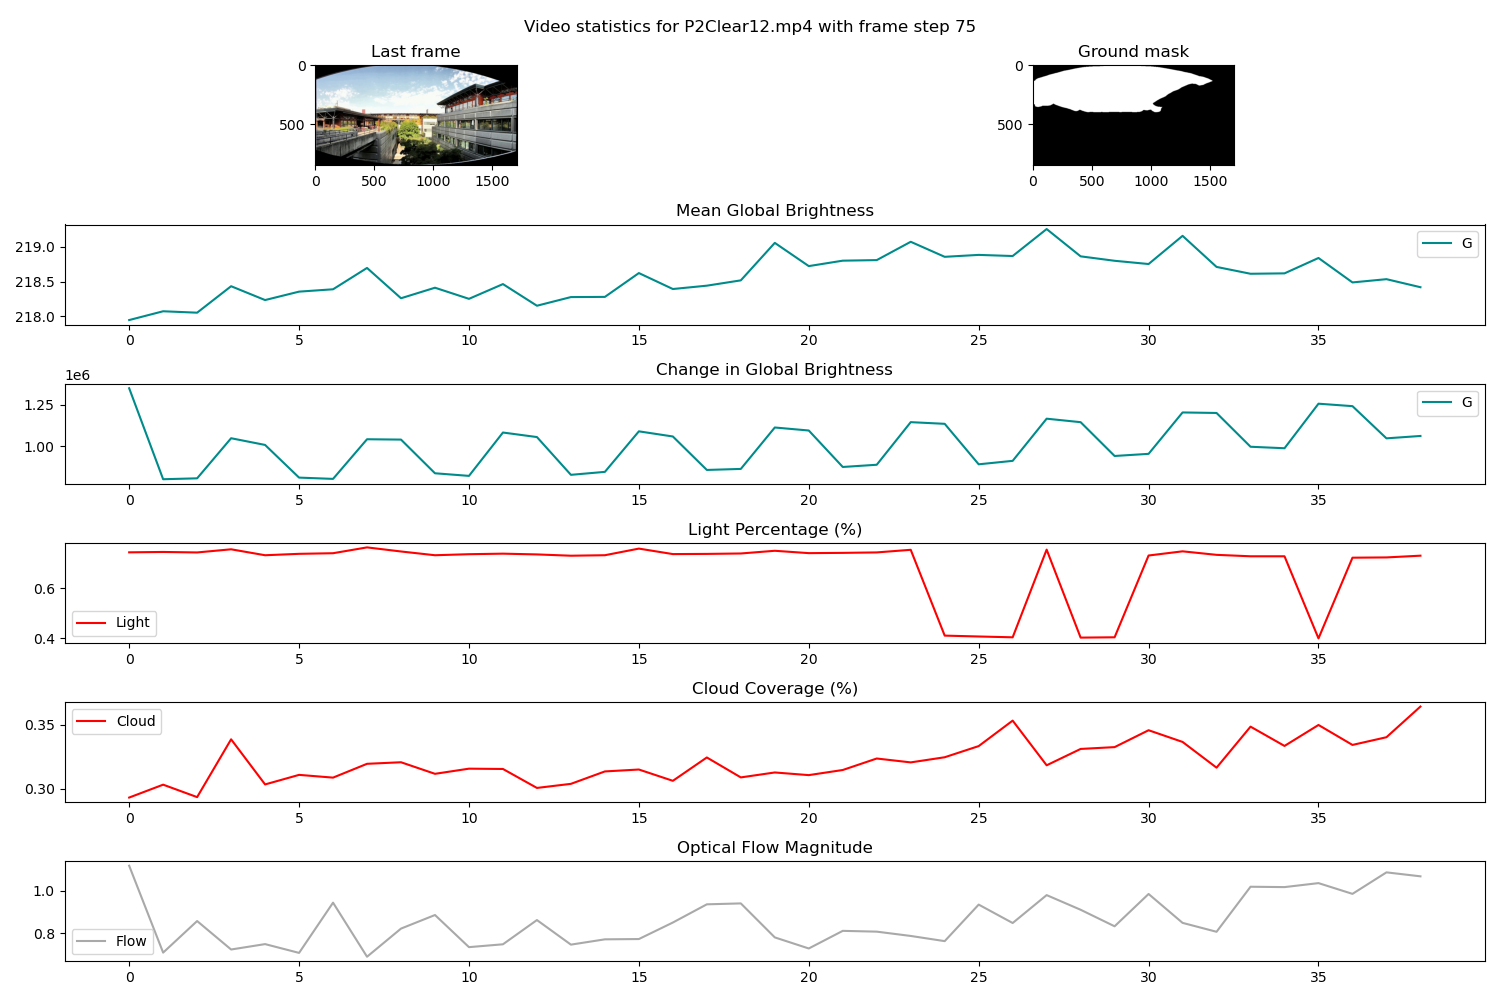 Video statistics for P2Clear12.mp4 with frame step 75
Last frame
0
500
0 500 1000 1500
Ground mask
0
500
0 500 1000 1500
Mean Global Brightness
G
219.0
218.5
218.0
0 5 10 15 20 25 30 35
Change in Global Brightness
1e6
G
1.25
1.00
0 5 10 15 20 25 30 35
Light Percentage (%)
0.6
Light
0.4
0 5 10 15 20 25 30 35
Cloud Coverage (%)
Cloud
0.35
0.30
0 5 10 15 20 25 30 35
Optical Flow Magnitude
1.0
0.8
Flow
0 5 10 15 20 25 30 35